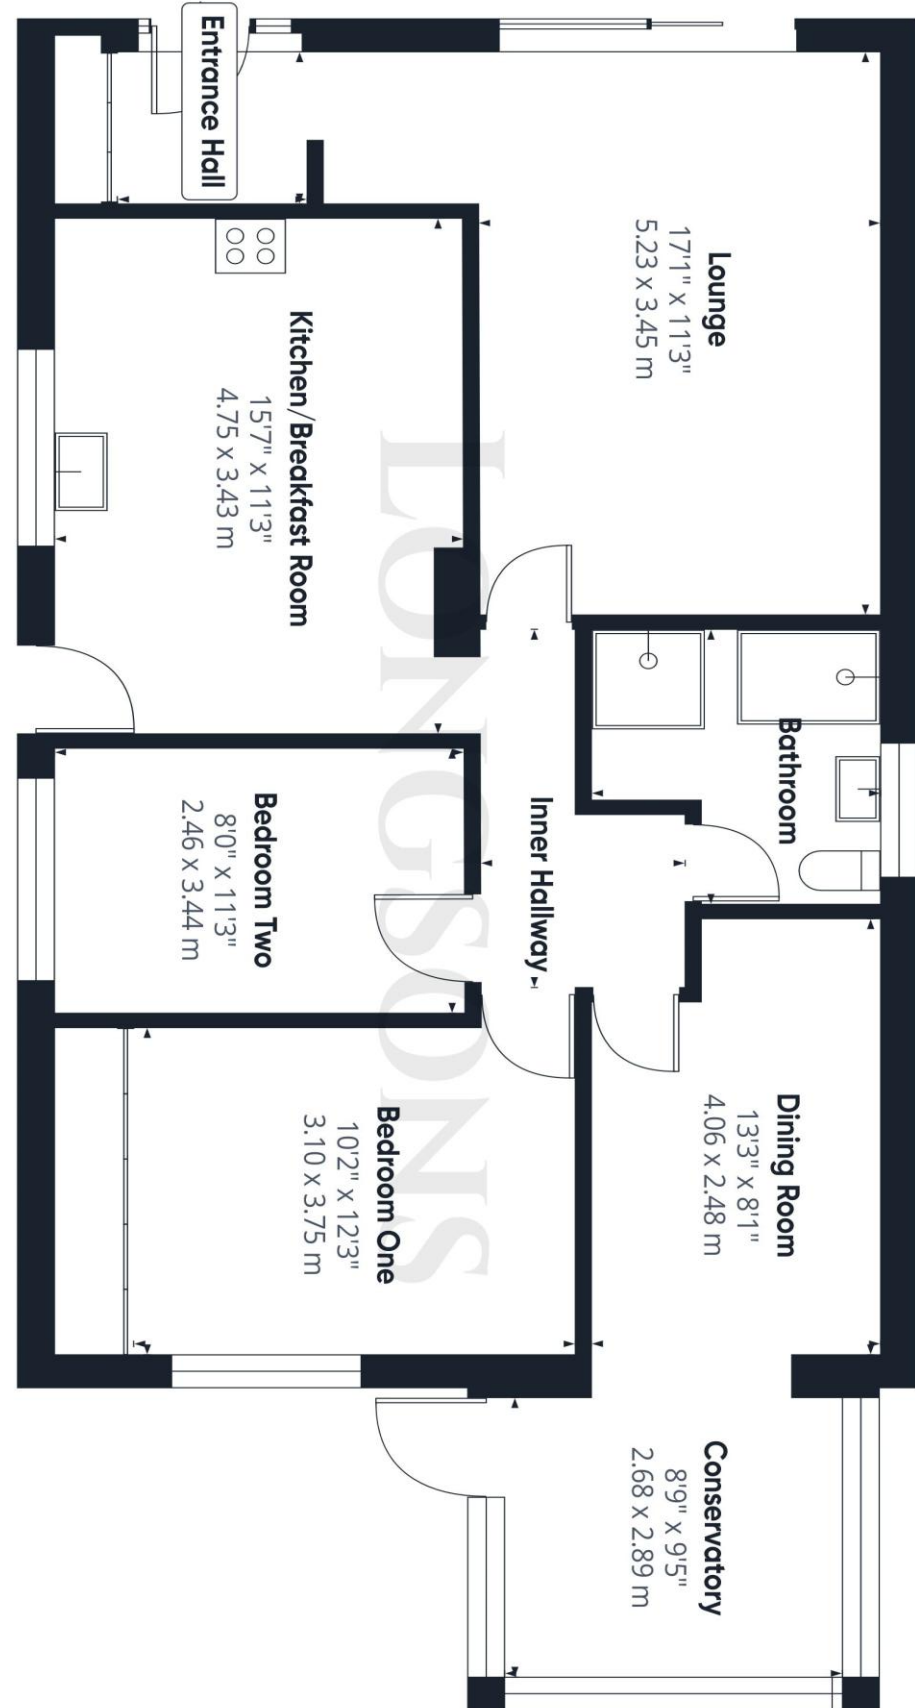 Entrance Hall
Lounge
17'1" x 11'3"
5.23 x 3.45 m
Kitchen/Breakfast Room
15'7" x 11'3"
4.75 x 3.43 m
Bathroom
Inner Hallway
Bedroom Two
8'0" x 11'3"
2.46 x 3.44 m
Dining Room
13'3" x 8'1"
4.06 x 2.48 m
Bedroom One
10'2" x 12'3"
3.10 x 3.75 m
Conservatory
8'9" x 9'5"
2.68 x 2.89 m
LONGSONS